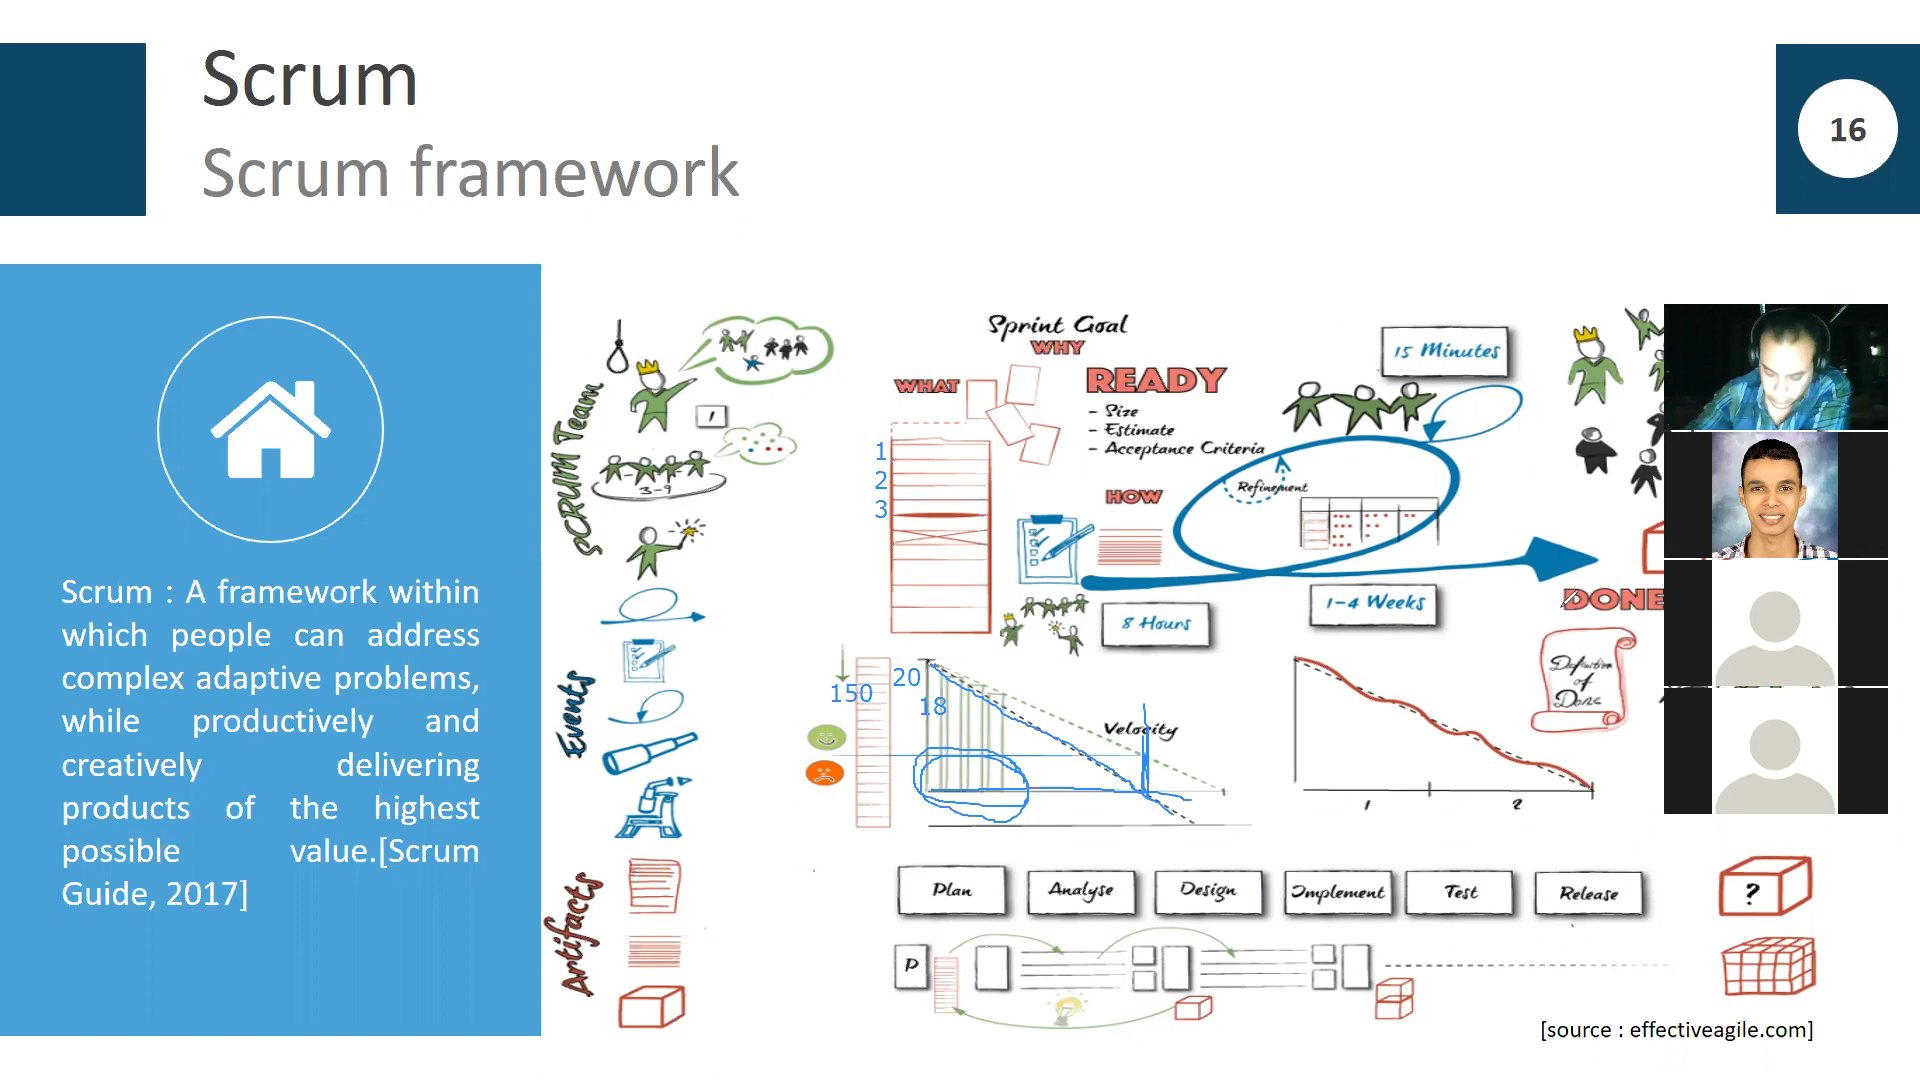 Scrum
Scrum framework
16
Scrum : A framework within
which people can address
complex adaptive problems,
while productively and
creatively delivering
products of the highest
possible value.[Scrum
Guide, 2017]
SCRUM Team
1
3-9
Events
Artifacts
Sprint Goal
WHY
WHAT
READY
- Size
- Estimate
- Acceptance Criteria
HOW
1
2
3
15 Minutes
Refinement
8 Hours
1-4 Weeks
DONE
Definition
of
Done
150
20
18
Velocity
1
2
Plan
Analyse
Design
Implement
Test
Release
?
P
[source : effectiveagile.com]